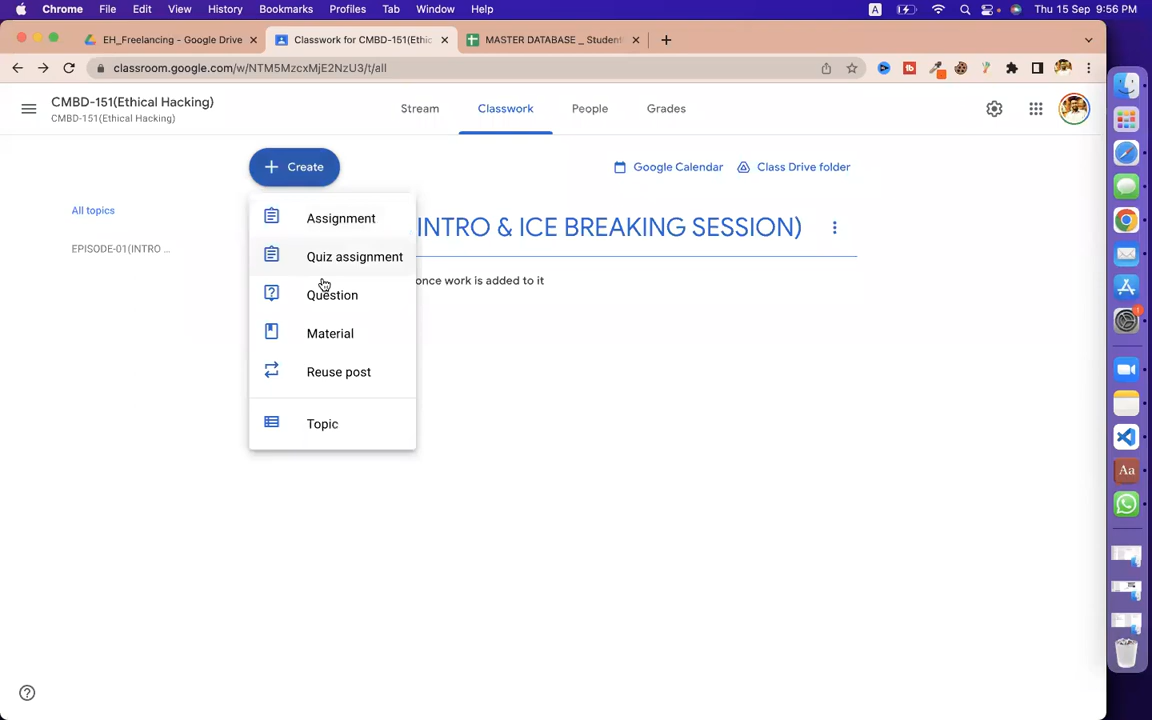 Chrome File Edit View History Bookmarks Profiles Tab Window Help A Thu 15 Sep 9:56 PM
EH_Freelancing - Google Drive Classwork for CMBD-151(Ethic MASTER DATABASE _ Student
classroom.google.com/w/NTM5MzcxMjE2NzU3/t/all
CMBD-151(Ethical Hacking)
CMBD-151(Ethical Hacking)
Stream Classwork People Grades
Create
Google Calendar Class Drive folder
All topics
EPISODE-01(INTRO ...
Assignment
Quiz assignment
Question
Material
Reuse post
Topic
INTRO & ICE BREAKING SESSION)
once work is added to it
Aa